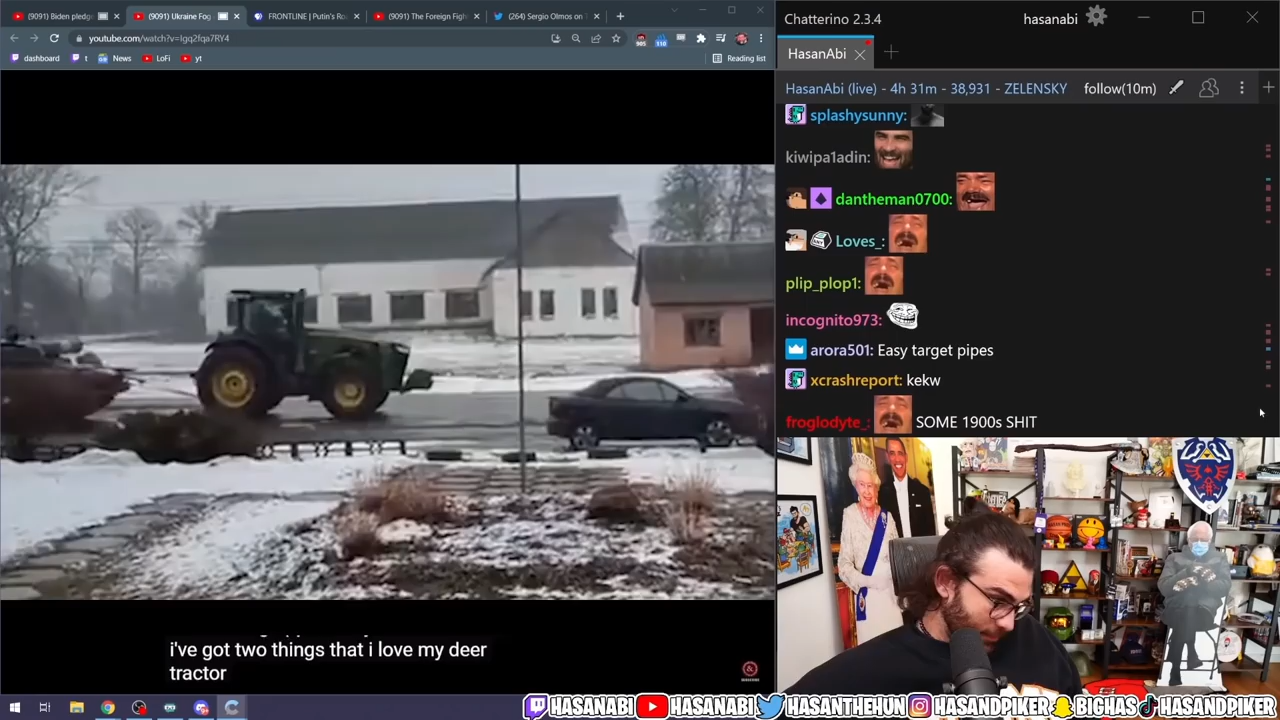 (9091) Biden pledg
(9091) Ukraine Fog
FRONTLINE | Putin's Ro
(9091) The Foreign Figh
(264) Sergio Olmos on
youtube.com/watch?v=Igq2fqa7RY4
dashboard
t
News
LoFi
yt
Reading list
i've got two things that i love my deer
tractor
Chatterino 2.3.4
hasanabi
HasanAbi
HasanAbi (live) - 4h 31m - 38,931 - ZELENSKY
follow(10m)
splashysunny:
kiwipa1adin:
dantheman0700:
Loves_:
plip_plop1:
incognito973:
arora501: Easy target pipes
xcrashreport: kekw
froglodyte_: SOME 1900s SHIT
HASANABI HASANABI HASANTHEHUN HASANDPIKER BIGHAS HASANDPIKER